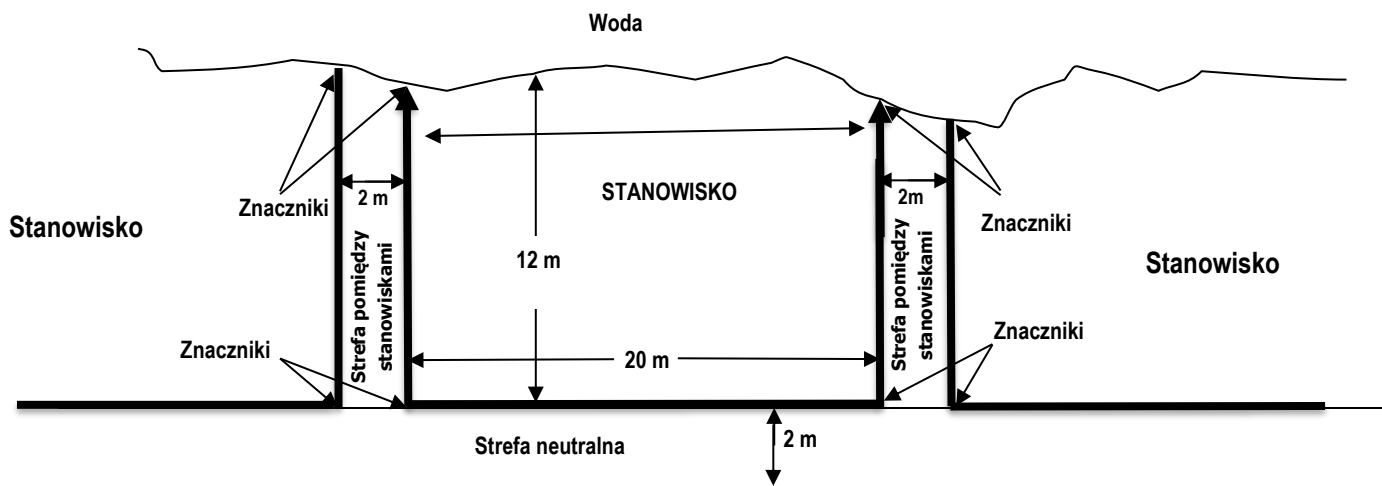 Woda
2 m
STANOWISKO
2m
Znaczniki
Znaczniki
Stanowisko
12 m
Stanowisko
Strefa pomiędzy
stanowiskami
Strefa pomiędzy
stanowiskami
Znaczniki
20 m
Znaczniki
Strefa neutralna
2 m